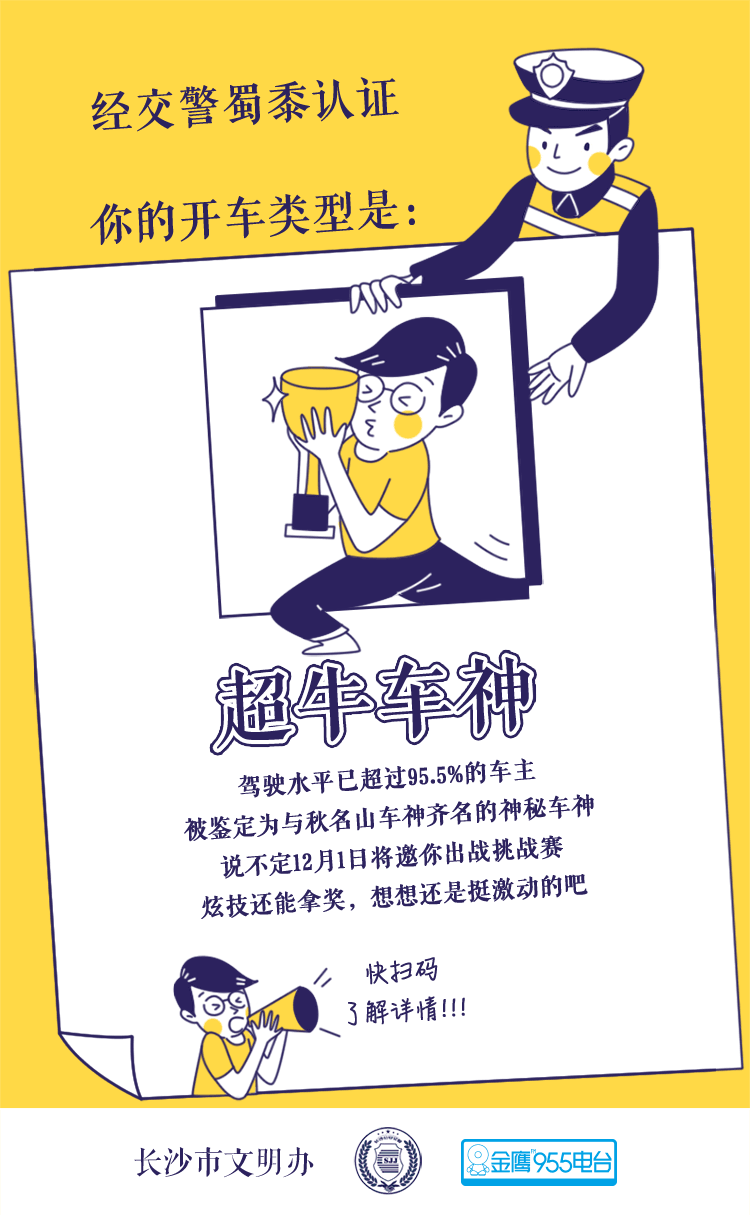 经交警蜀黍认证
你的开车类型是：
超牛车神
驾驶水平已超过95.5%的车主
被鉴定为与秋名山车神齐名的神秘车神
说不定12月1日将邀你出战挑战赛
炫技还能拿奖，想想还是挺激动的吧
快扫码
了解详情!!!
长沙市文明办
SJJ
金鹰955电台